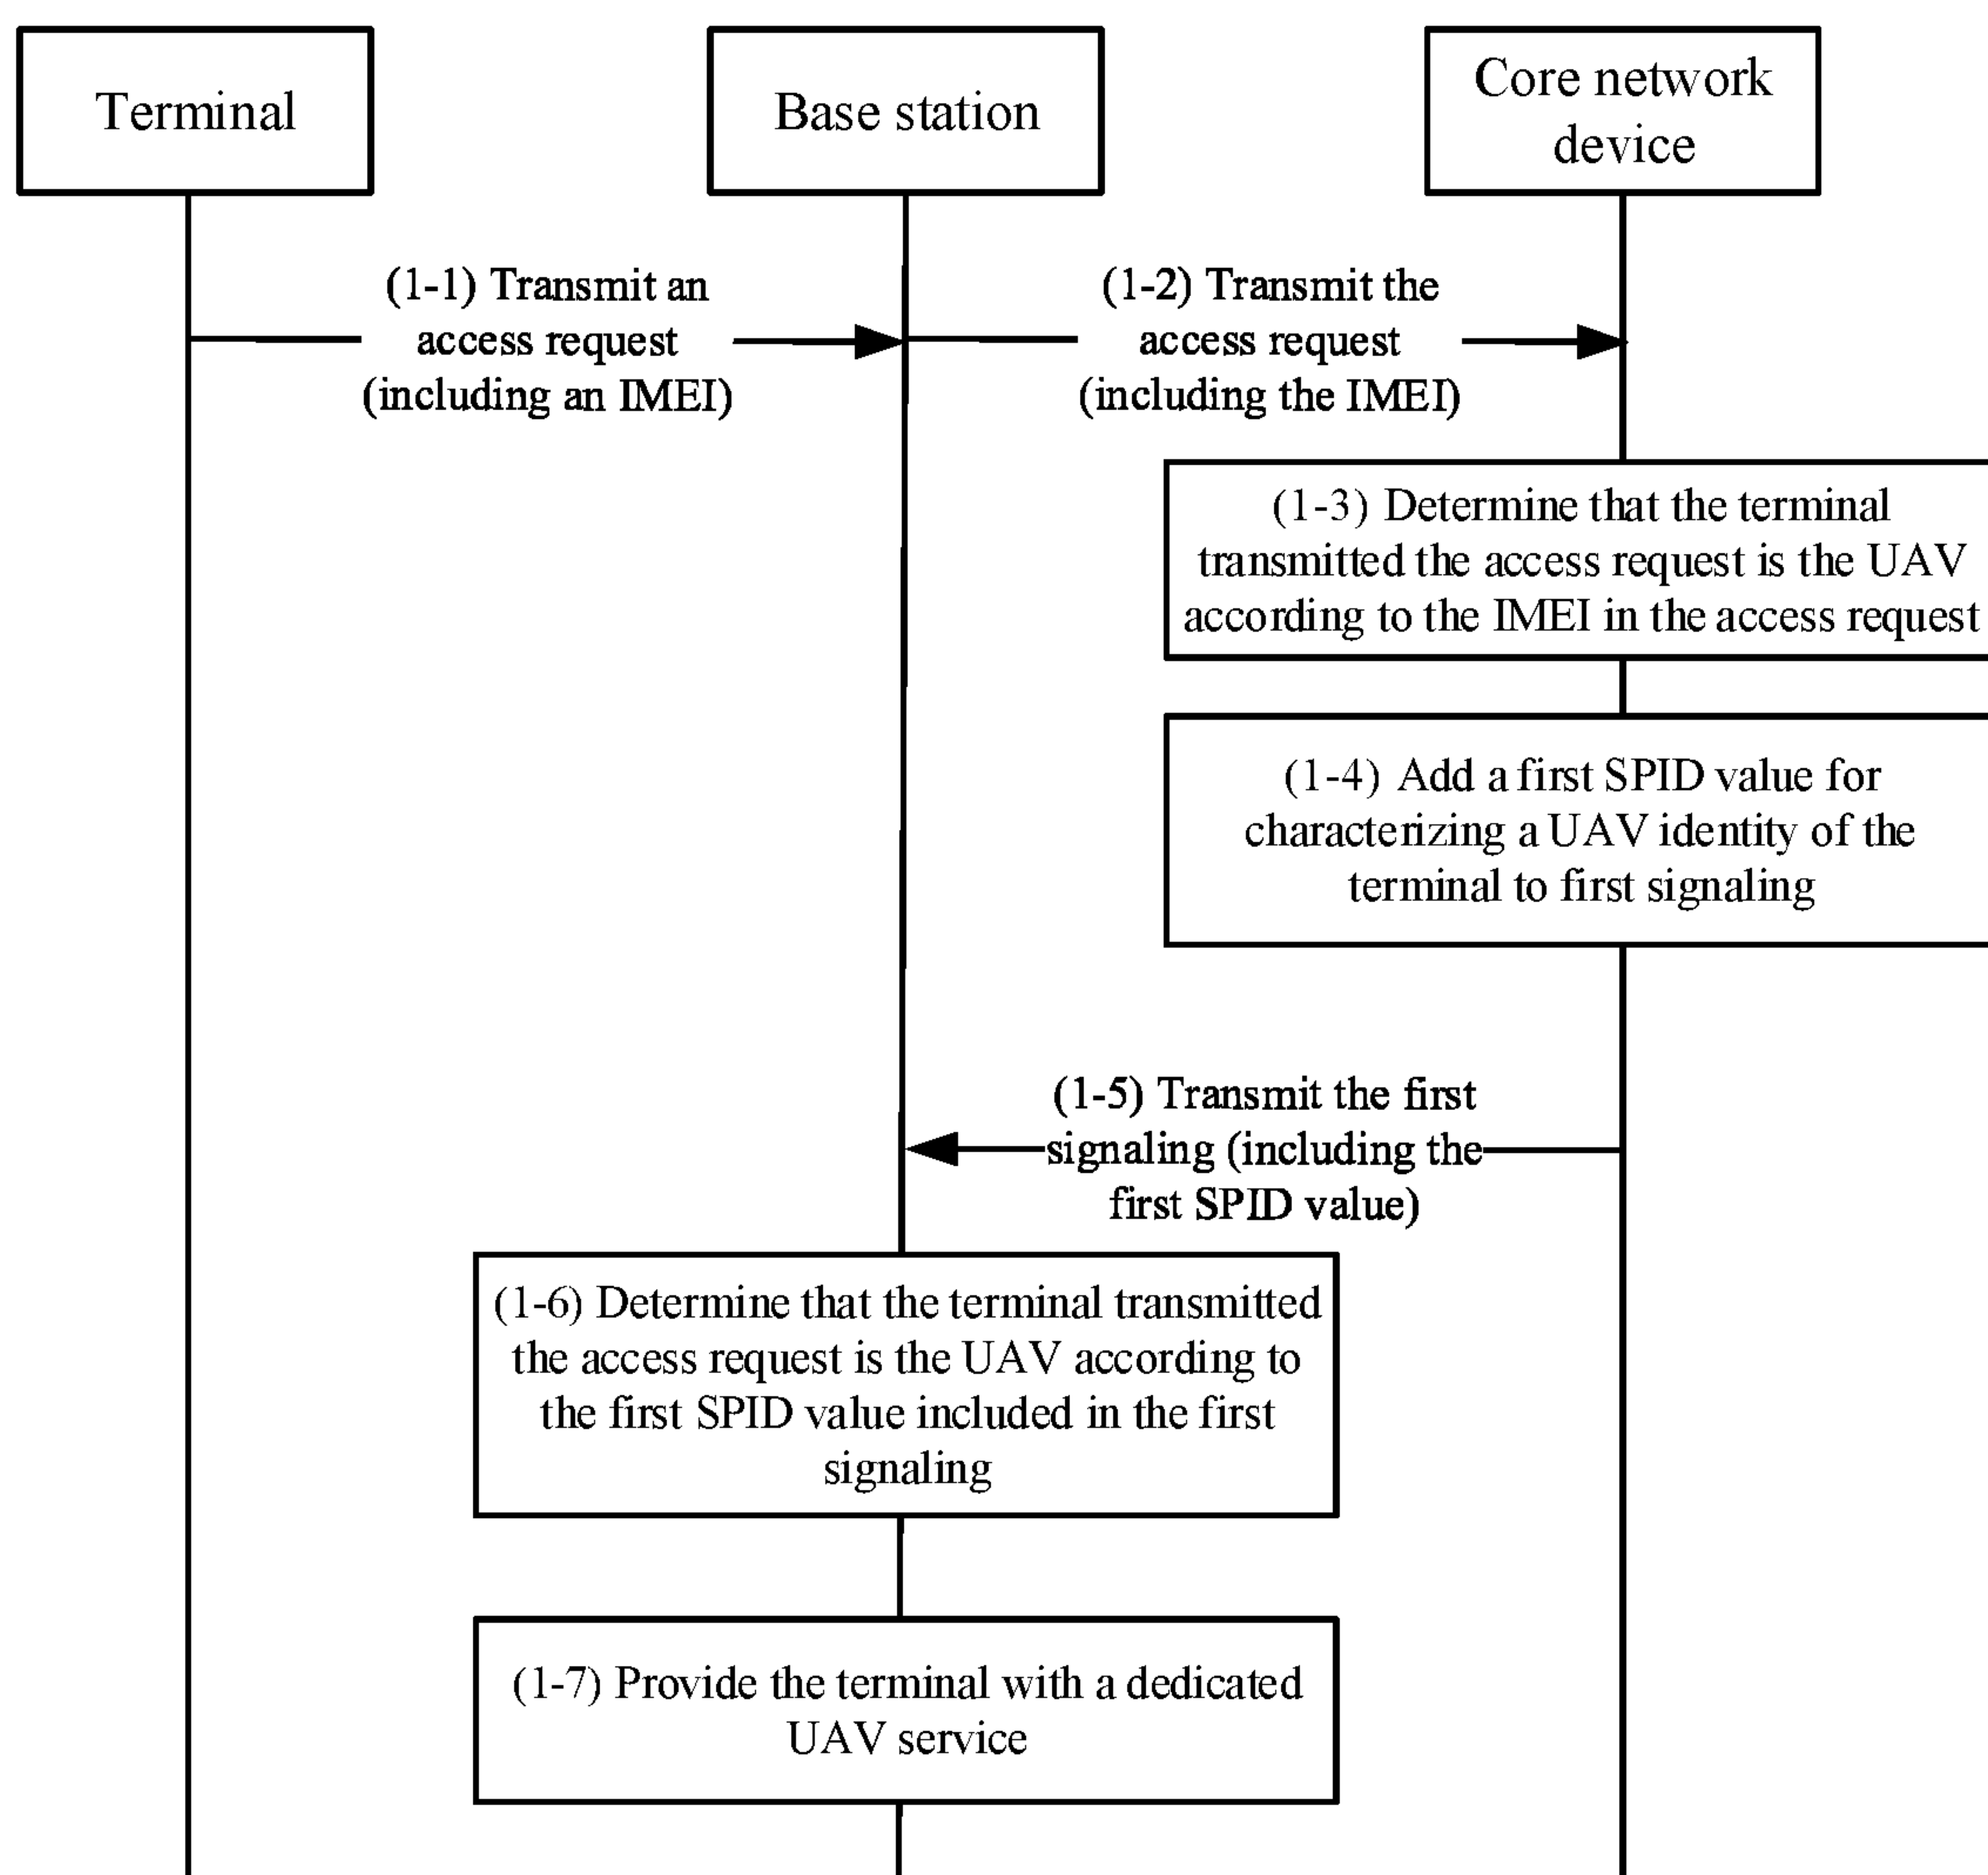 Terminal
Base station
Core network
device
(1-1) Transmit an
access request
(including an IMEI)
(1-2) Transmit the
access request
(including the IMEI)
(1-3) Determine that the terminal
transmitted the access request is the UAV
according to the IMEI in the access request
(1-4) Add a first SPID value for
characterizing a UAV identity of the
terminal to first signaling
(1-5) Transmit the first
signaling (including the
first SPID value)
(1-6) Determine that the terminal transmitted
the access request is the UAV according to
the first SPID value included in the first
signaling
(1-7) Provide the terminal with a dedicated
UAV service